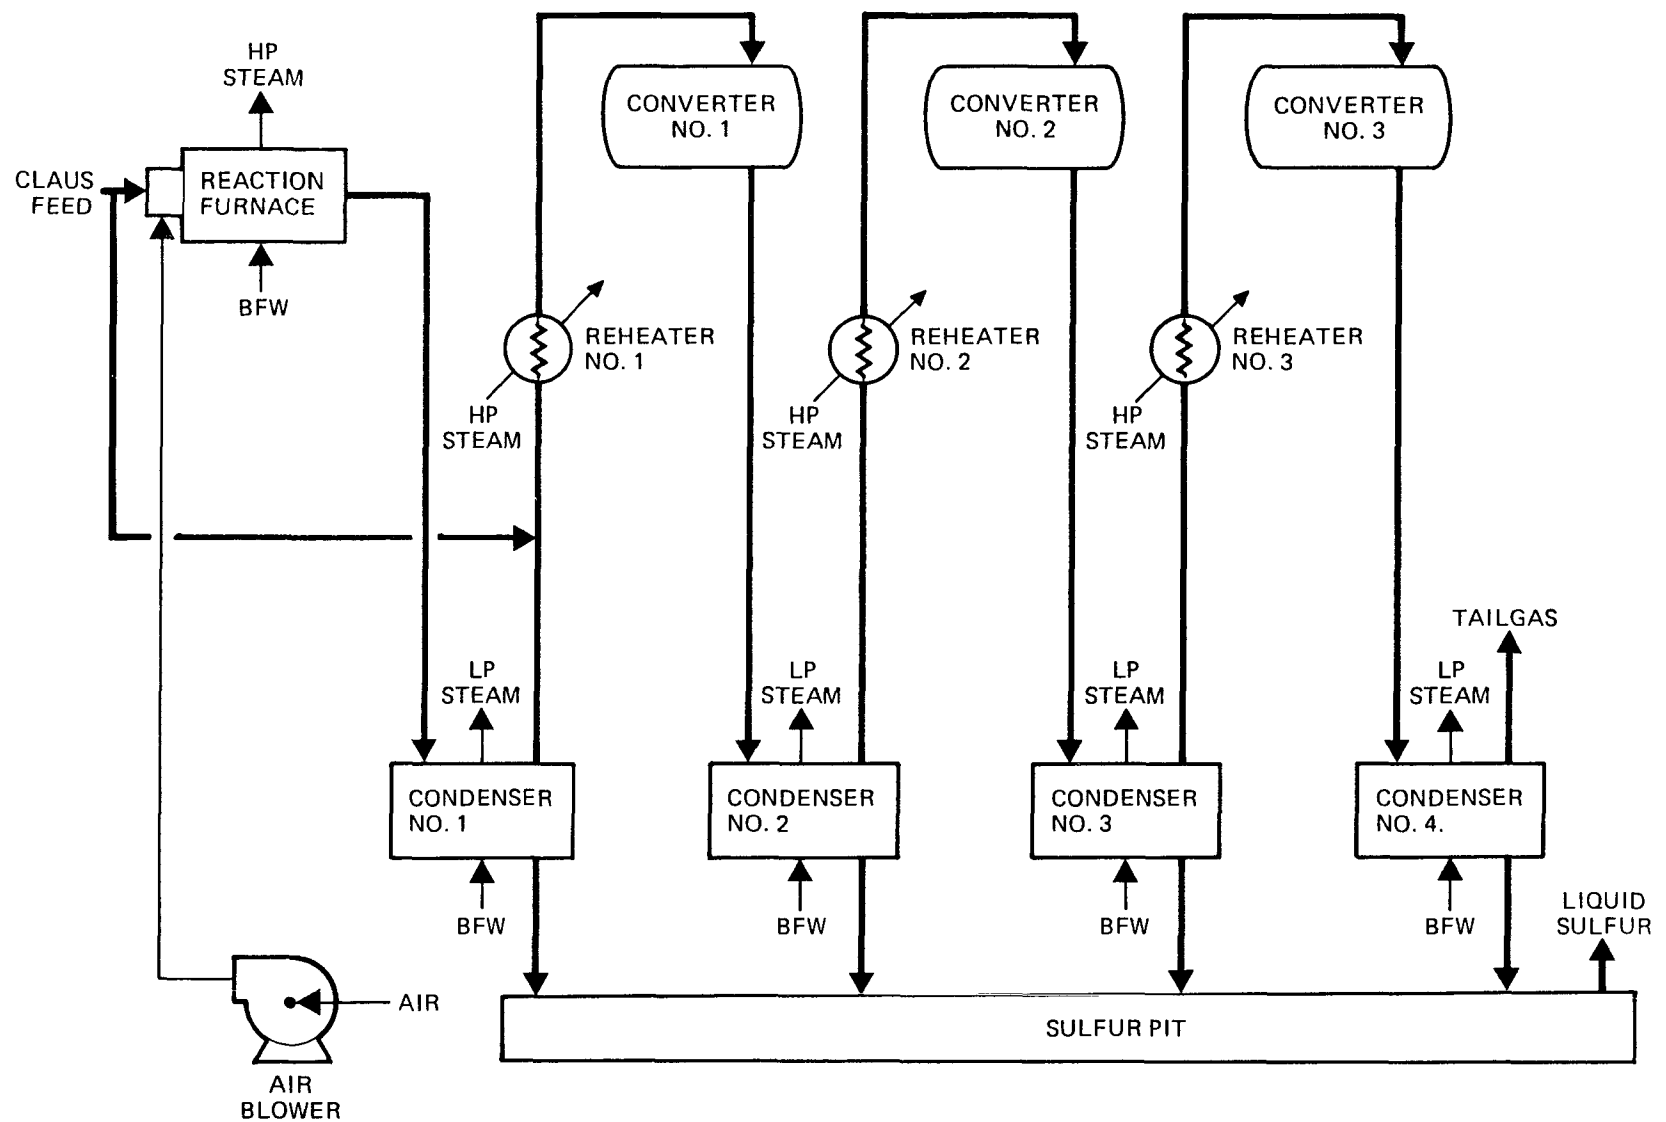 HP
STEAM
CLAUS
FEED
REACTION
FURNACE
BFW
CONVERTER
NO. 1
CONVERTER
NO. 2
CONVERTER
NO. 3
REHEATER
NO. 1
HP
STEAM
REHEATER
NO. 2
HP
STEAM
REHEATER
NO. 3
HP
STEAM
LP
STEAM
LP
STEAM
LP
STEAM
LP
STEAM
TAILGAS
CONDENSER
NO. 1
CONDENSER
NO. 2
CONDENSER
NO. 3
CONDENSER
NO. 4.
BFW
BFW
BFW
BFW
LIQUID
SULFUR
AIR
SULFUR PIT
AIR
BLOWER